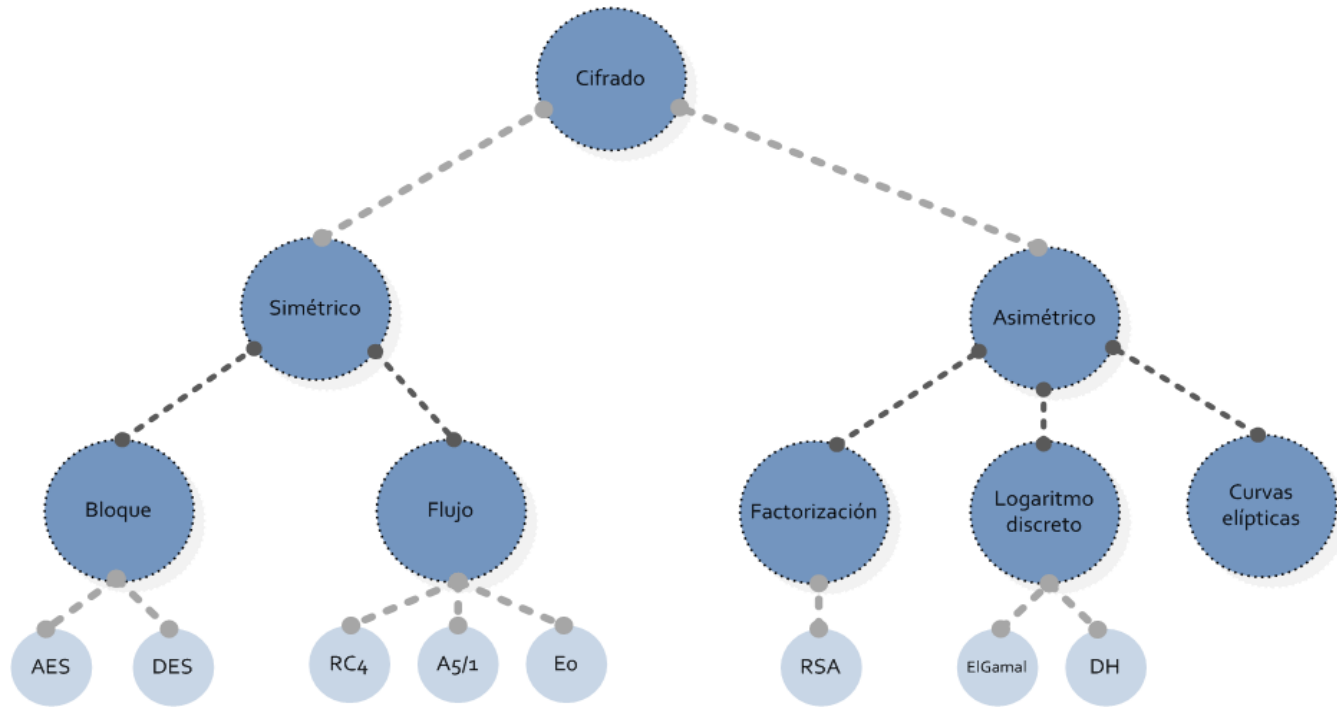 Cifrado
Simétrico
Asimétrico
Bloque
Flujo
Factorización
Logaritmo
discreto
Curvas
elípticas
AES
DES
RC4
A5/1
E0
RSA
ElGamal
DH